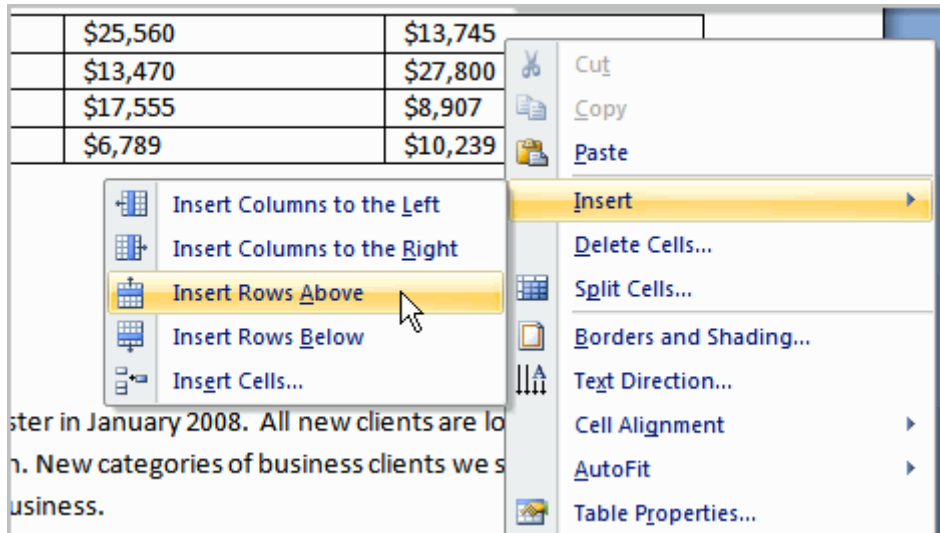 $25,560 $13,745
$13,470 $27,800
$17,555 $8,907
$6,789 $10,239
Cut
Copy
Paste
Insert
Delete Cells...
Split Cells...
Borders and Shading...
Text Direction...
Cell Alignment
AutoFit
Table Properties...
Insert Columns to the Left
Insert Columns to the Right
Insert Rows Above
Insert Rows Below
Insert Cells...
ster in January 2008. All new clients are lo
n. New categories of business clients we s
usiness.